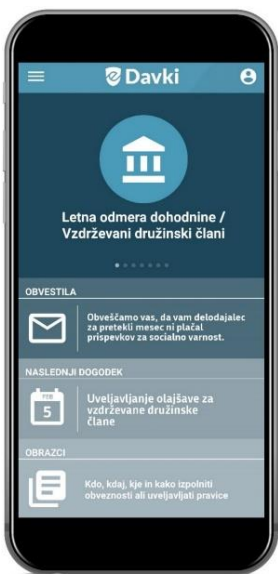 eDavki
Letna odmera dohodnine /
Vzdrževani družinski člani
OBVESTILA
Obveščamo vas, da vam delodajalec
za pretekli mesec ni plačal
prispevkov za socialno varnost.
NASLEDNJI DOGODEK
FEB
5
Uveljavljanje olajšave za
vzdrževane družinske
člane
OBRAZCI
Kdo, kdaj, kje in kako izpolniti
obveznosti ali uveljavljati pravice